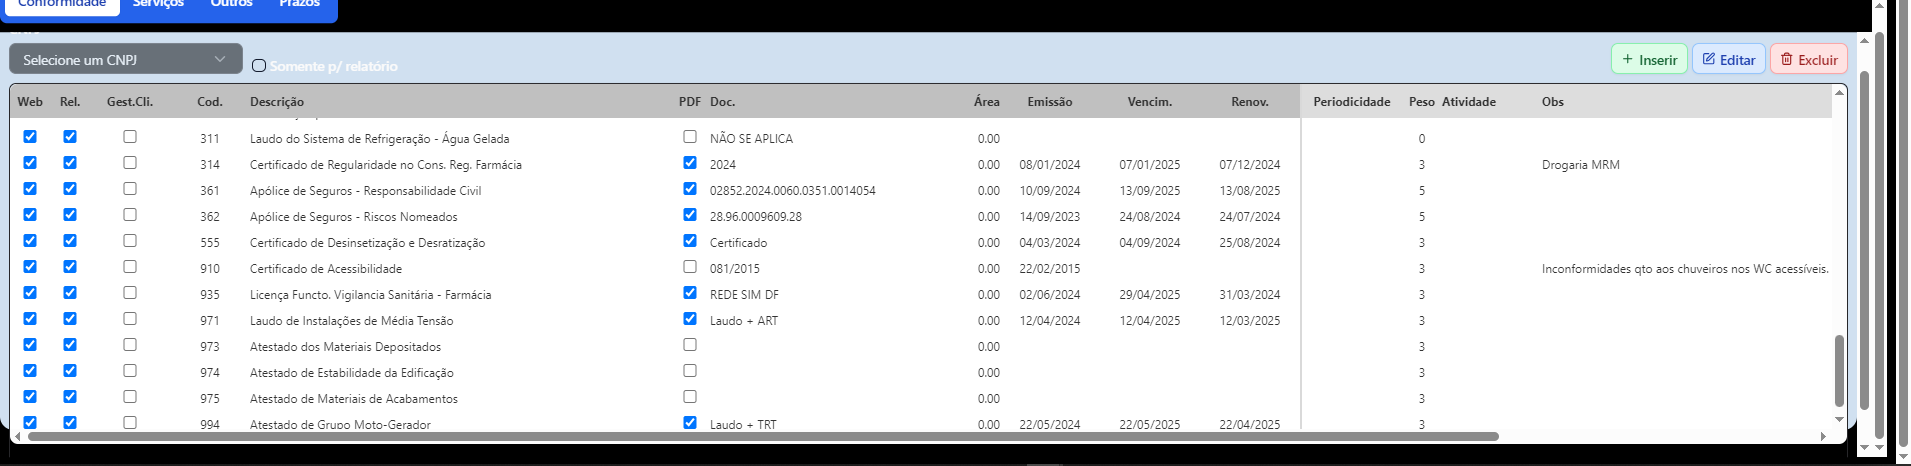 Conformidade Serviços Outros Prazos
Selecione um CNPJ Somente p/ relatório + Inserir Editar Excluir
Web Rel. Gest.Cli. Cod. Descrição PDF Doc. Área Emissão Vencim. Renov. Periodicidade Peso Atividade Obs
311 Laudo do Sistema de Refrigeração - Água Gelada NÃO SE APLICA 0.00 0
314 Certificado de Regularidade no Cons. Reg. Farmácia 2024 0.00 08/01/2024 07/01/2025 07/12/2024 3 Drogaria MRM
361 Apólice de Seguros - Responsabilidade Civil 02852.2024.0060.0351.0014054 0.00 10/09/2024 13/09/2025 13/08/2025 5
362 Apólice de Seguros - Riscos Nomeados 28.96.0009609.28 0.00 14/09/2023 24/08/2024 24/07/2024 5
555 Certificado de Desinsetização e Desratização Certificado 0.00 04/03/2024 04/09/2024 25/08/2024 3
910 Certificado de Acessibilidade 081/2015 0.00 22/02/2015 3 Inconformidades qto aos chuveiros nos WC acessíveis.
935 Licença Functo. Vigilancia Sanitária - Farmácia REDE SIM DF 0.00 02/06/2024 29/04/2025 31/03/2024 3
971 Laudo de Instalações de Média Tensão Laudo + ART 0.00 12/04/2024 12/04/2025 12/03/2025 3
973 Atestado dos Materiais Depositados 0.00 3
974 Atestado de Estabilidade da Edificação 0.00 3
975 Atestado de Materiais de Acabamentos 0.00 3
994 Atestado de Grupo Moto-Gerador Laudo + TRT 0.00 22/05/2024 22/05/2025 22/04/2025 3